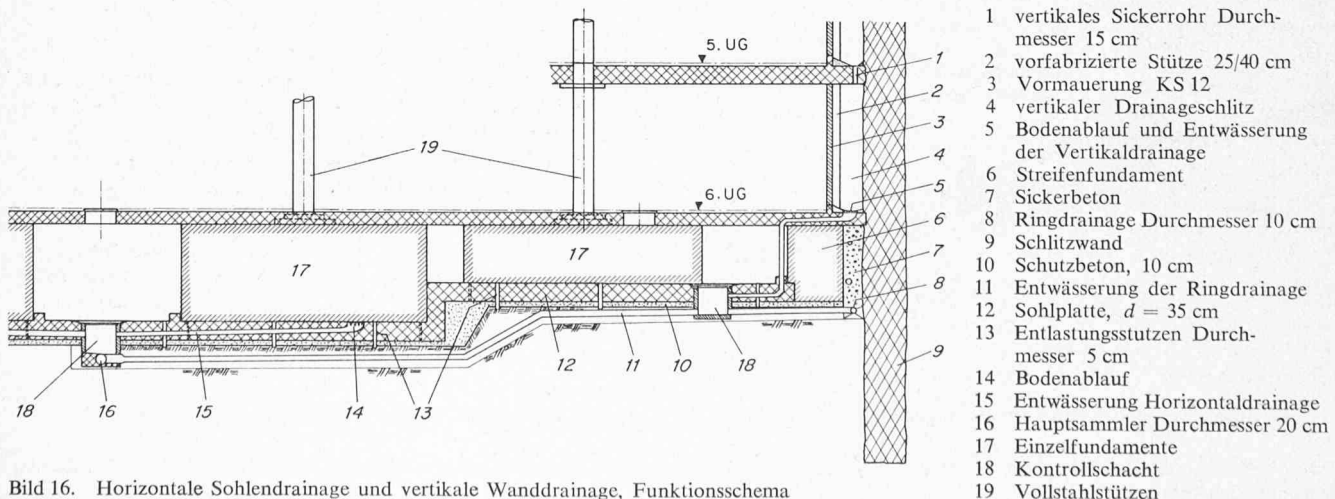 5. UG
6. UG
1
2
3
4
5
6
7
8
9
19
17
17
18
16
15
14
13
12
11
10
18
1 vertikales Sickerrohr Durch-
messer 15 cm
2 vorfabrizierte Stütze 25/40 cm
3 Vormauerung KS 12
4 vertikaler Drainageschlitz
5 Bodenablauf und Entwässerung
der Vertikaldrainage
6 Streifenfundament
7 Sickerbeton
8 Ringdrainage Durchmesser 10 cm
9 Schlitzwand
10 Schutzbeton, 10 cm
11 Entwässerung der Ringdrainage
12 Sohlplatte, d = 35 cm
13 Entlastungsstutzen Durch-
messer 5 cm
14 Bodenablauf
15 Entwässerung Horizontaldrainage
16 Hauptsammler Durchmesser 20 cm
17 Einzelfundamente
18 Kontrollschacht
19 Vollstahlstützen
Bild 16. Horizontale Sohlendrainage und vertikale Wanddrainage, Funktionsschema